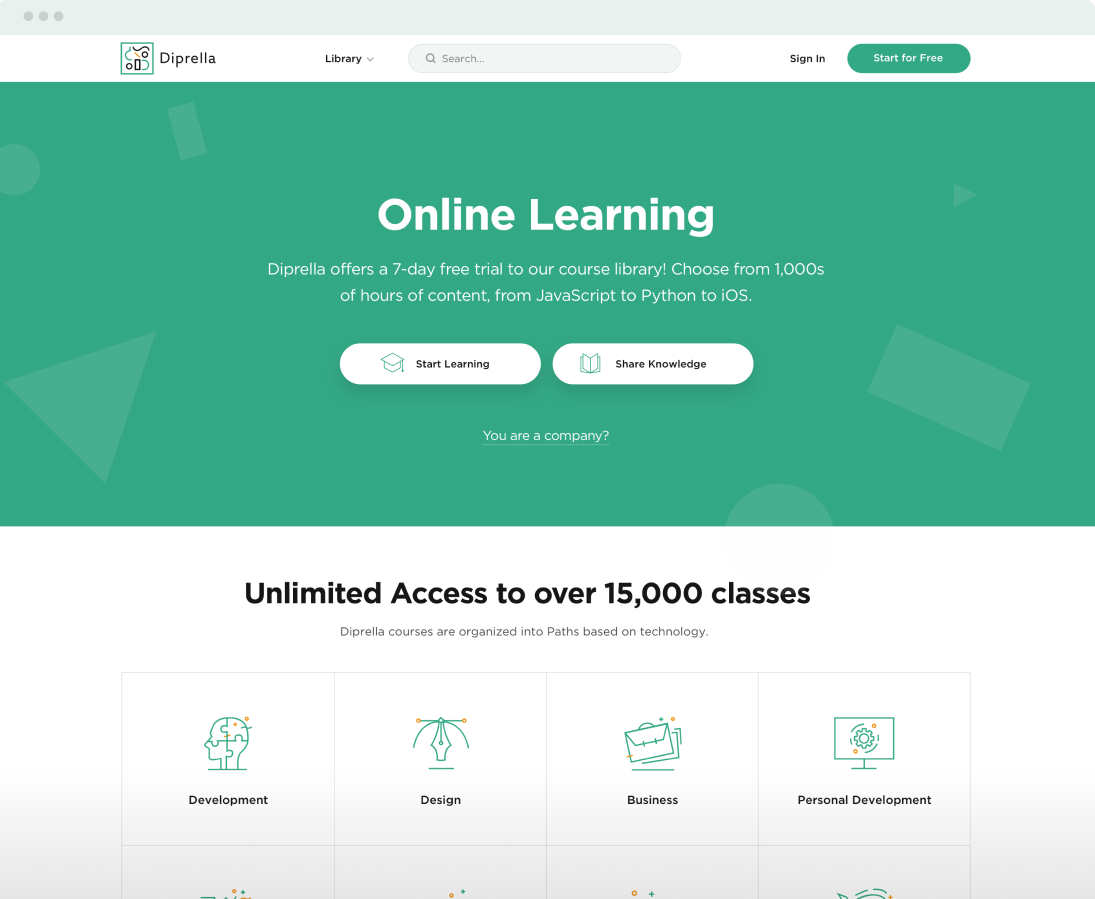 Diprella
Library
Search...
Sign In
Start for Free
Online Learning
Diprella offers a 7-day free trial to our course library! Choose from 1,000s
of hours of content, from JavaScript to Python to iOS.
Start Learning
Share Knowledge
You are a company?
Unlimited Access to over 15,000 classes
Diprella courses are organized into Paths based on technology.
Development
Design
Business
Personal Development